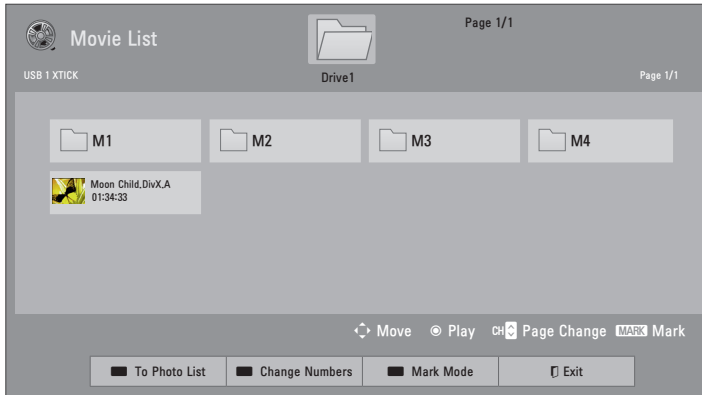 Page 1/1
Movie List
USB 1 XTICK
Drive1
Page 1/1
M1
M2
M3
M4
Moon Child,DivX,A
01:34:33
Move
Play
CH Page Change
MARK Mark
To Photo List
Change Numbers
Mark Mode
Exit